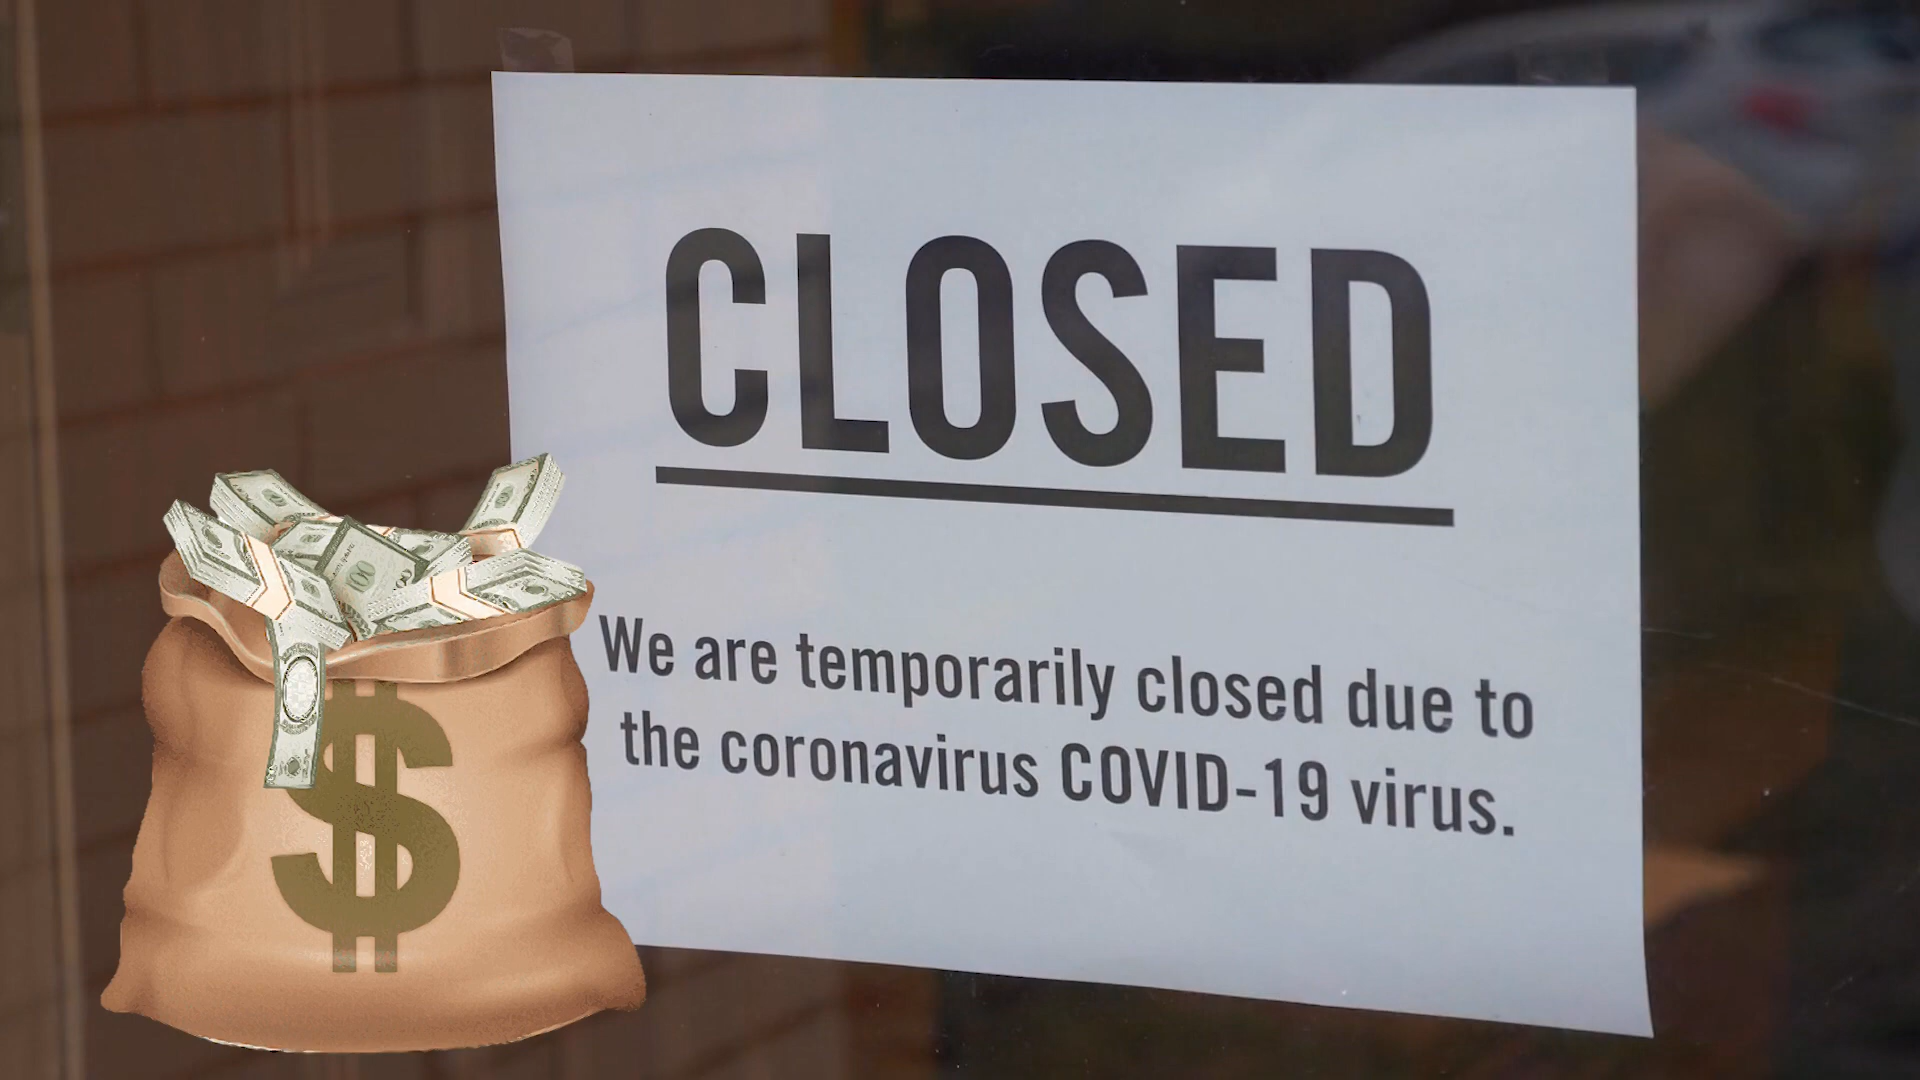 CLOSED
We are temporarily closed due to
the coronavirus COVID-19 virus.
$